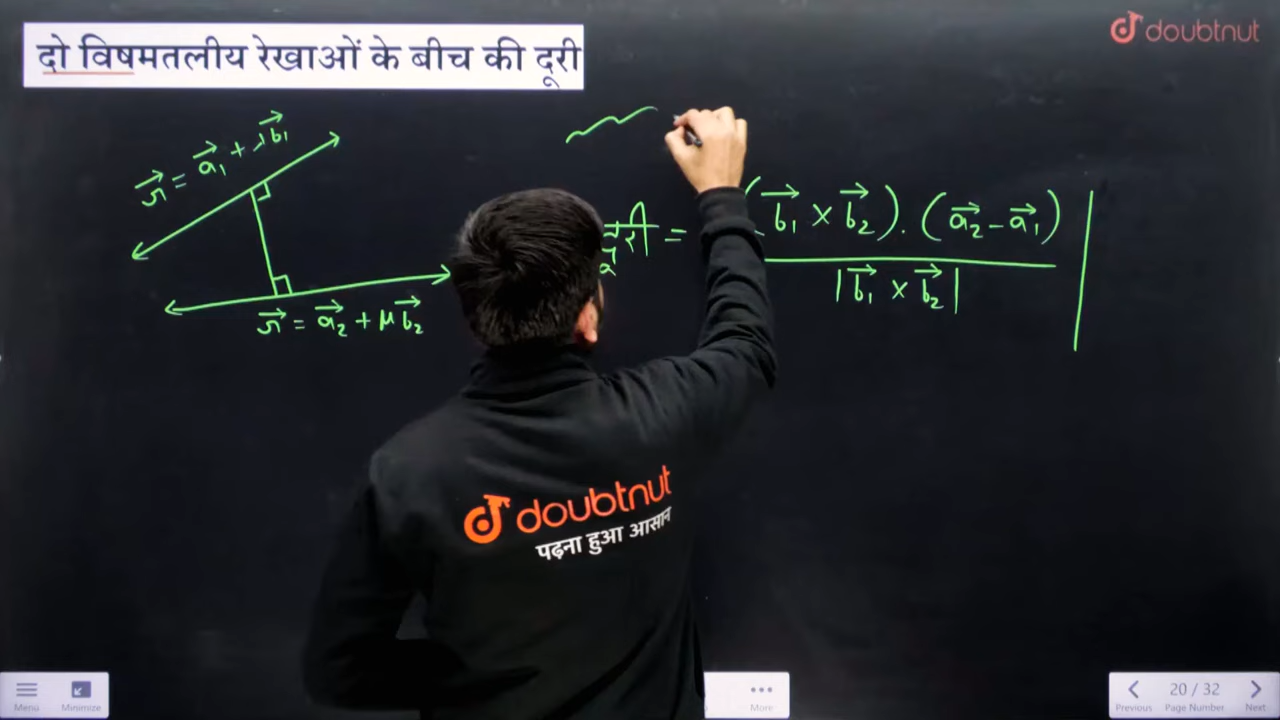 दो विषमतलीय रेखाओं के बीच की दूरी
doubtnut
r⃗ = a⃗₁ + λb⃗₁
r⃗ = a⃗₂ + μb⃗₂
दूरी = (b⃗₁ × b⃗₂). (a⃗₂ – a⃗₁) |
|b⃗₁ × b⃗₂|
doubtnut
पढ़ना हुआ आसान
Menu
Minimize
More
Previous
20 / 32
Page Number
Next